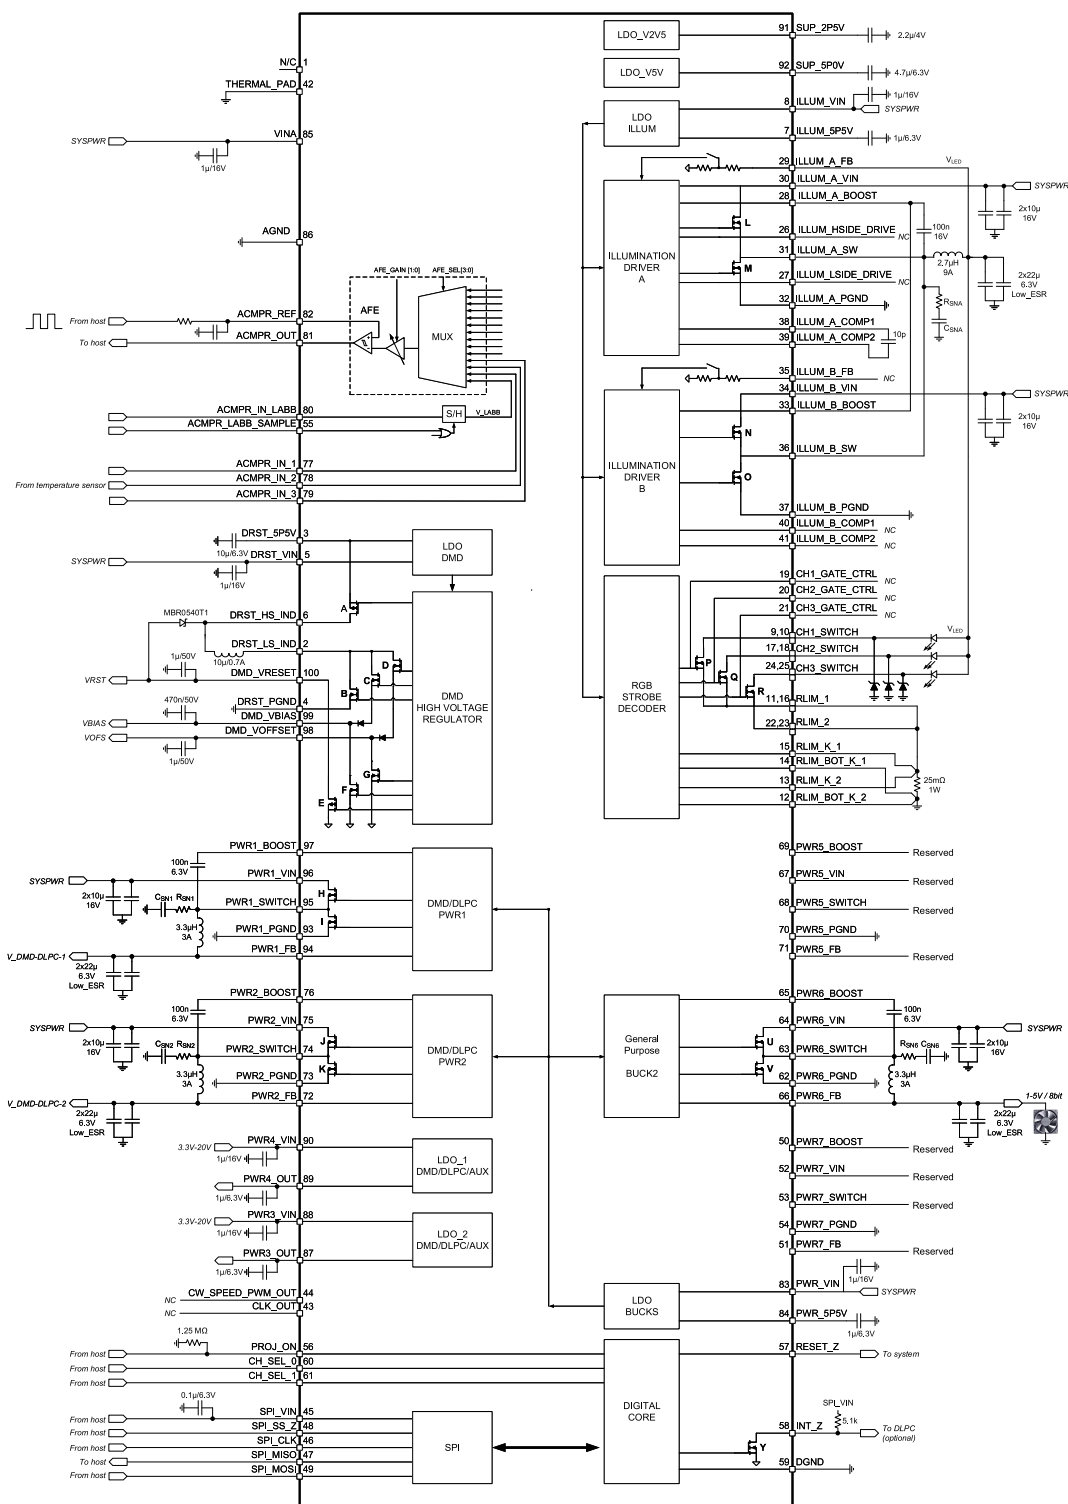 N/C 1
THERMAL_PAD 42
SYSPWR
VINA 85
1µ/16V
AGND 86
AFE_GAIN [1:0] AFE_SEL[3:0]
AFE
MUX
From host
ACMPR_REF 82
To host
ACMPR_OUT 81
ACMPR_IN_LABB 80
S/H
V_LABB
ACMPR_LABB_SAMPLE 55
ACMPR_IN_1 77
From temperature sensor
ACMPR_IN_2 78
ACMPR_IN_3 79
DRST_5P5V 3
10µ/6.3V
LDO
DMD
SYSPWR
DRST_VIN 5
1µ/16V
MBR0540T1
A
DRST_HS_IND 6
DRST_LS_IND 2
10µ/0.7A
D
1µ/50V
C
VRST
DMD_VRESET 100
B
470n/50V
DRST_PGND 4
VBIAS
DMD_VBIAS 99
VOFS
DMD_VOFFSET 98
1µ/50V
DMD
HIGH VOLTAGE
REGULATOR
G
F
E
PWR1_BOOST 97
100n
6.3V
SYSPWR
PWR1_VIN 96
H
2x10µ
16V
CSN1 RSN1
PWR1_SWITCH 95
I
3.3µH
3A
PWR1_PGND 93
V_DMD-DLPC-1
PWR1_FB 94
2x22µ
6.3V
Low_ESR
DMD/DLPC
PWR1
PWR2_BOOST 76
100n
6.3V
SYSPWR
PWR2_VIN 75
J
2x10µ
16V
CSN2 RSN2
PWR2_SWITCH 74
K
3.3µH
3A
PWR2_PGND 73
V_DMD-DLPC-2
PWR2_FB 72
2x22µ
6.3V
Low_ESR
DMD/DLPC
PWR2
3.3V-20V
PWR4_VIN 90
1µ/16V
PWR4_OUT 89
1µ/6.3V
LDO_1
DMD/DLPC/AUX
3.3V-20V
PWR3_VIN 88
1µ/16V
PWR3_OUT 87
1µ/6.3V
LDO_2
DMD/DLPC/AUX
NC
CW_SPEED_PWM_OUT 44
NC
CLK_OUT 43
1.25 MΩ
From host
PROJ_ON 56
From host
CH_SEL_0 60
From host
CH_SEL_1 61
0.1µ/6.3V
From host
SPI_VIN 45
From host
SPI_SS_Z 48
From host
SPI_CLK 46
To host
SPI_MISO 47
From host
SPI_MOSI 49
SPI
LDO_V2V5
91 SUP_2P5V
2.2µ/4V
LDO_V5V
92 SUP_5P0V
4.7µ/6.3V
1µ/16V
LDO
ILLUM
8 ILLUM_VIN
SYSPWR
7 ILLUM_5P5V
1µ/6.3V
29 ILLUM_A_FB
VLED
30 ILLUM_A_VIN
SYSPWR
28 ILLUM_A_BOOST
2x10µ
16V
L
100n
16V
26 ILLUM_HSIDE_DRIVE
NC
31 ILLUM_A_SW
2.7µH
9A
ILLUMINATION
DRIVER
A
M
27 ILLUM_LSIDE_DRIVE
NC
2x22µ
6.3V
Low_ESR
32 ILLUM_A_PGND
RSNA
CSNA
38 ILLUM_A_COMP1
10p
39 ILLUM_A_COMP2
35 ILLUM_B_FB
NC
34 ILLUM_B_VIN
SYSPWR
33 ILLUM_B_BOOST
2x10µ
16V
N
36 ILLUM_B_SW
ILLUMINATION
DRIVER
B
O
37 ILLUM_B_PGND
40 ILLUM_B_COMP1
NC
41 ILLUM_B_COMP2
NC
19 CH1_GATE_CTRL
NC
20 CH2_GATE_CTRL
NC
21 CH3_GATE_CTRL
NC
9,10 CH1_SWITCH
VLED
17,18 CH2_SWITCH
P
24,25 CH3_SWITCH
Q
R
RGB
STROBE
DECODER
11,16 RLIM_1
22,23 RLIM_2
15 RLIM_K_1
14 RLIM_BOT_K_1
13 RLIM_K_2
25mΩ
1W
12 RLIM_BOT_K_2
69 PWR5_BOOST
Reserved
67 PWR5_VIN
Reserved
68 PWR5_SWITCH
Reserved
70 PWR5_PGND
71 PWR5_FB
Reserved
65 PWR6_BOOST
100n
6.3V
64 PWR6_VIN
SYSPWR
U
63 PWR6_SWITCH
RSN6 CSN6
2x10µ
16V
General
Purpose
BUCK2
V
62 PWR6_PGND
3.3µH
3A
66 PWR6_FB
1-5V / 8bit
2x22µ
6.3V
Low_ESR
50 PWR7_BOOST
Reserved
52 PWR7_VIN
Reserved
53 PWR7_SWITCH
Reserved
54 PWR7_PGND
51 PWR7_FB
Reserved
1µ/16V
LDO
BUCKS
83 PWR_VIN
SYSPWR
84 PWR_5P5V
1µ/6,3V
57 RESET_Z
To system
DIGITAL
CORE
SPI_VIN
5,1k
58 INT_Z
To DLPC
(optional)
Y
59 DGND